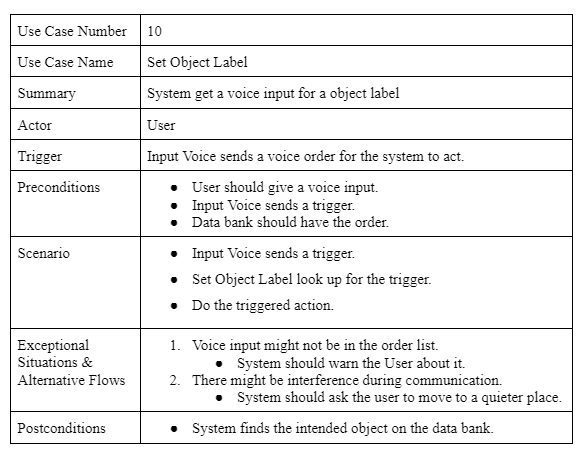 Use Case Number 10
Use Case Name Set Object Label
Summary System get a voice input for a object label
Actor User
Trigger Input Voice sends a voice order for the system to act.
Preconditions ● User should give a voice input.
● Input Voice sends a trigger.
● Data bank should have the order.
Scenario ● Input Voice sends a trigger.
● Set Object Label look up for the trigger.
● Do the triggered action.
Exceptional Situations & Alternative Flows 1. Voice input might not be in the order list.
● System should warn the User about it.
2. There might be interference during communication.
● System should ask the user to move to a quieter place.
Postconditions ● System finds the intended object on the data bank.